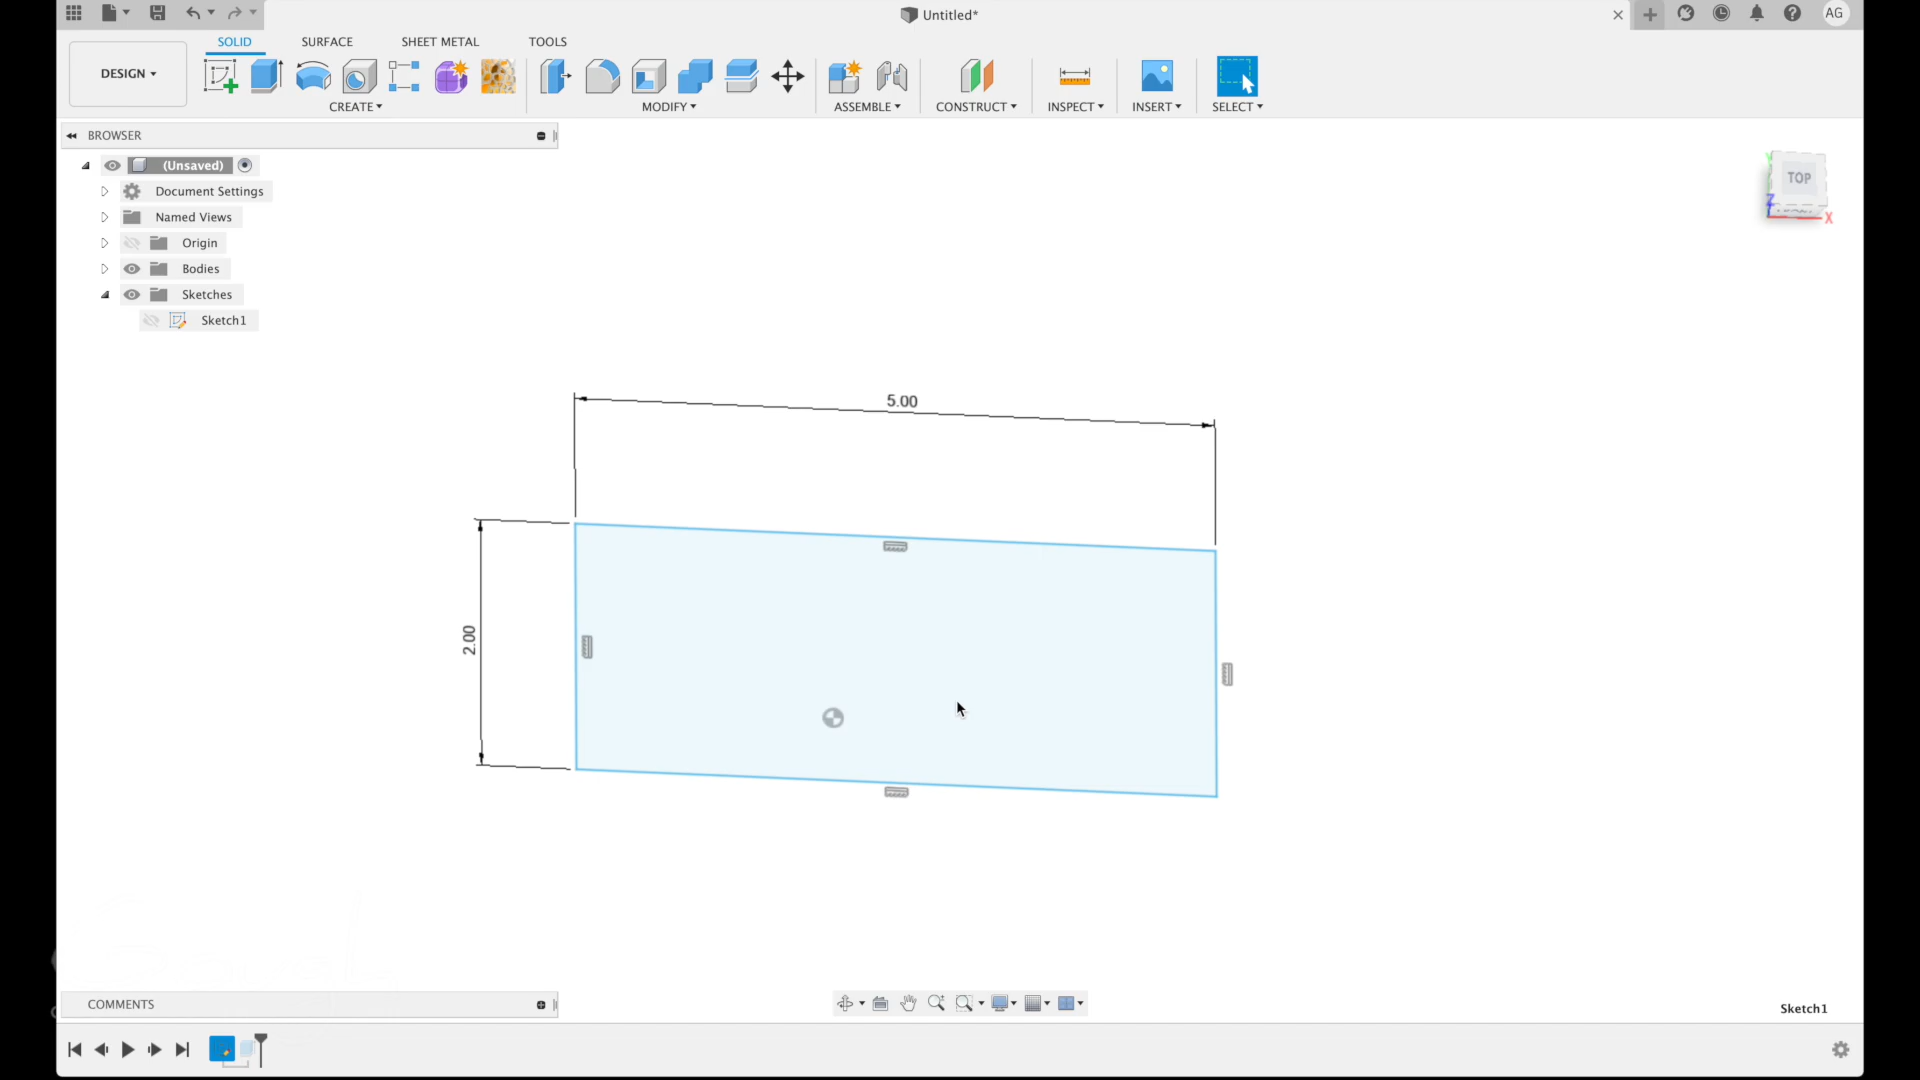 Untitled*
AG
DESIGN
SOLID
SURFACE
SHEET METAL
TOOLS
CREATE
MODIFY
ASSEMBLE
CONSTRUCT
INSPECT
INSERT
SELECT
BROWSER
(Unsaved)
Document Settings
Named Views
Origin
Bodies
Sketches
Sketch1
TOP
Z
X
5.00
2.00
COMMENTS
Sketch1